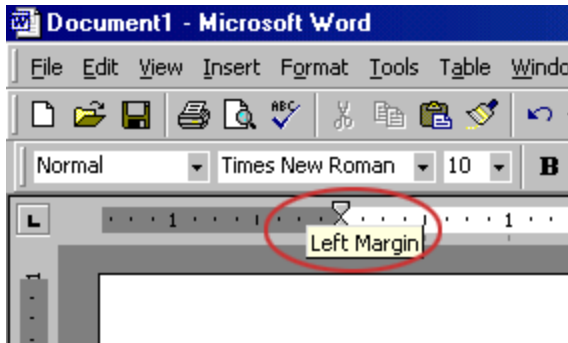 Document1 - Microsoft Word
File Edit View Insert Format Tools Table
ABC
Normal Times New Roman 10 B
L 1 1
Left Margin
1